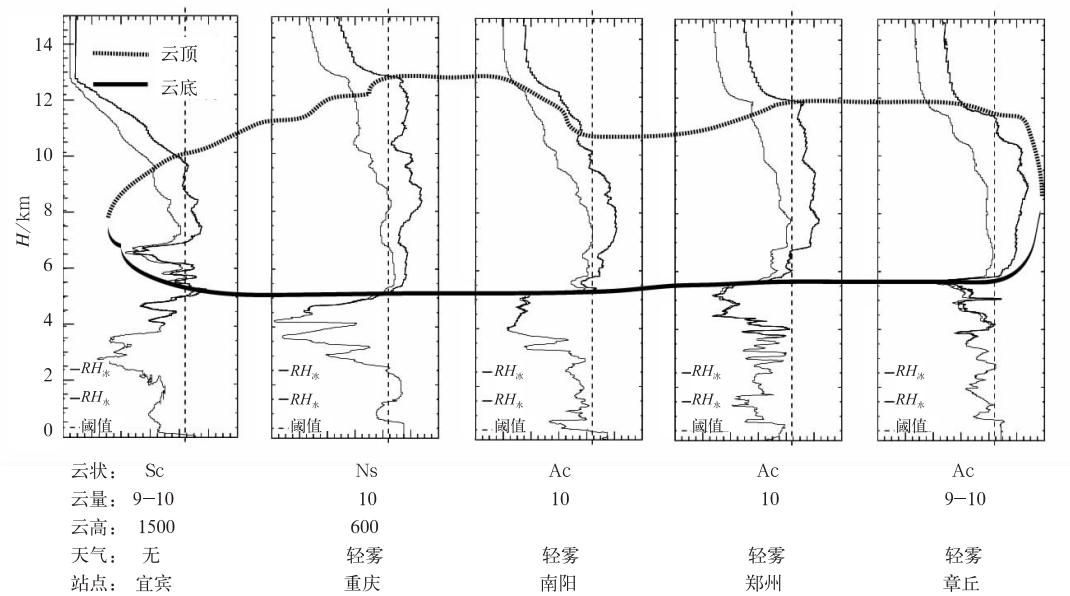 14
云顶
云底
12
10
8
6
4
2
0
H/km
RH冰 RH冰 RH冰 RH冰 RH冰
RH水 RH水 RH水 RH水 RH水
阈值 阈值 阈值 阈值 阈值
云状： Sc Ns Ac Ac Ac
云量： 9—10 10 10 10 9—10
云高： 1500 600
天气： 无 轻雾 轻雾 轻雾 轻雾
站点： 宜宾 重庆 南阳 郑州 章丘